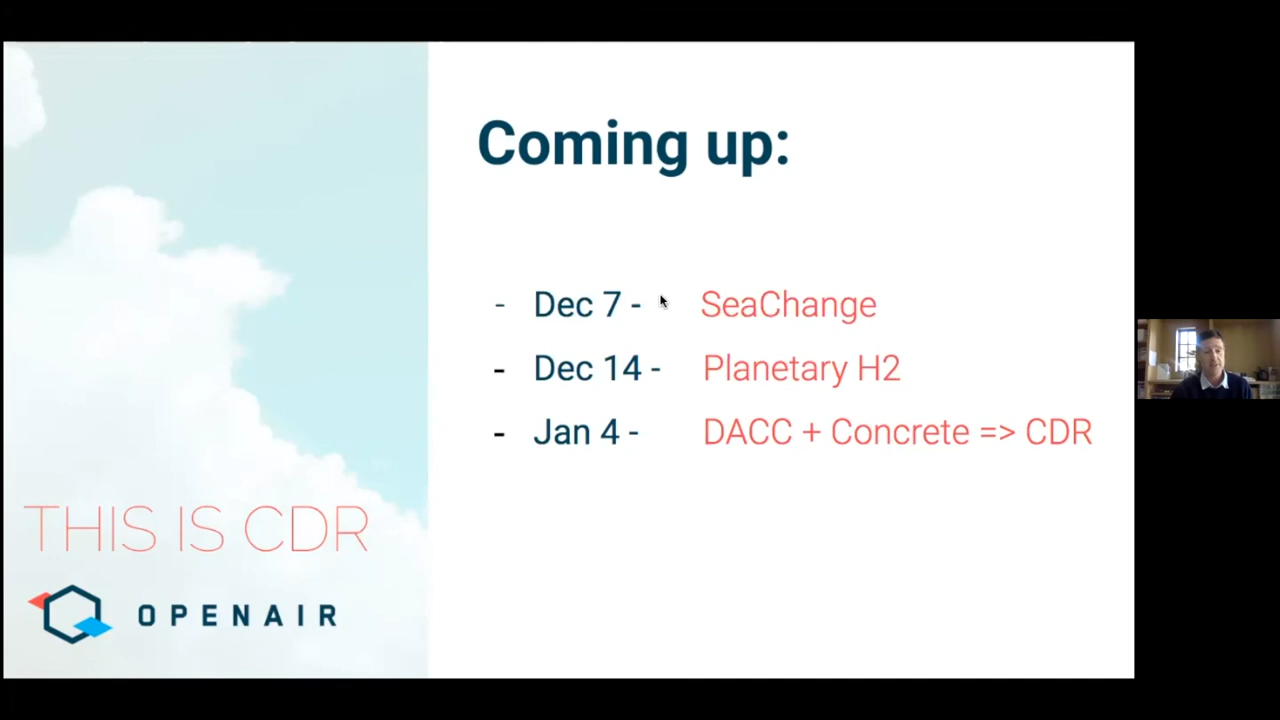 Coming up:
- Dec 7 - SeaChange
- Dec 14 - Planetary H2
- Jan 4 - DACC + Concrete => CDR
THIS IS CDR
OPENAIR